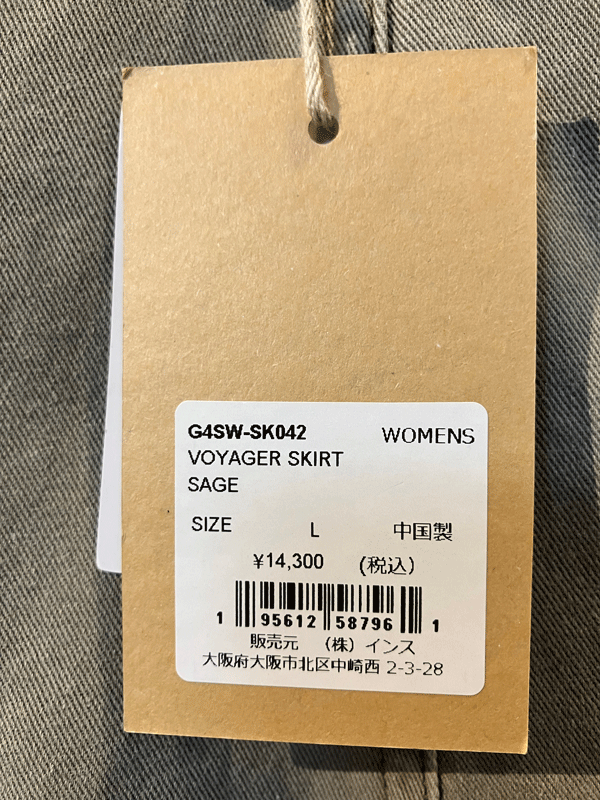 G4SW-SK042 WOMENS
VOYAGER SKIRT
SAGE
SIZE L 中国製
¥14,300 (税込)
1 95612 58796 1
販売元 (株) インス
大阪府大阪市北区中崎西 2-3-28